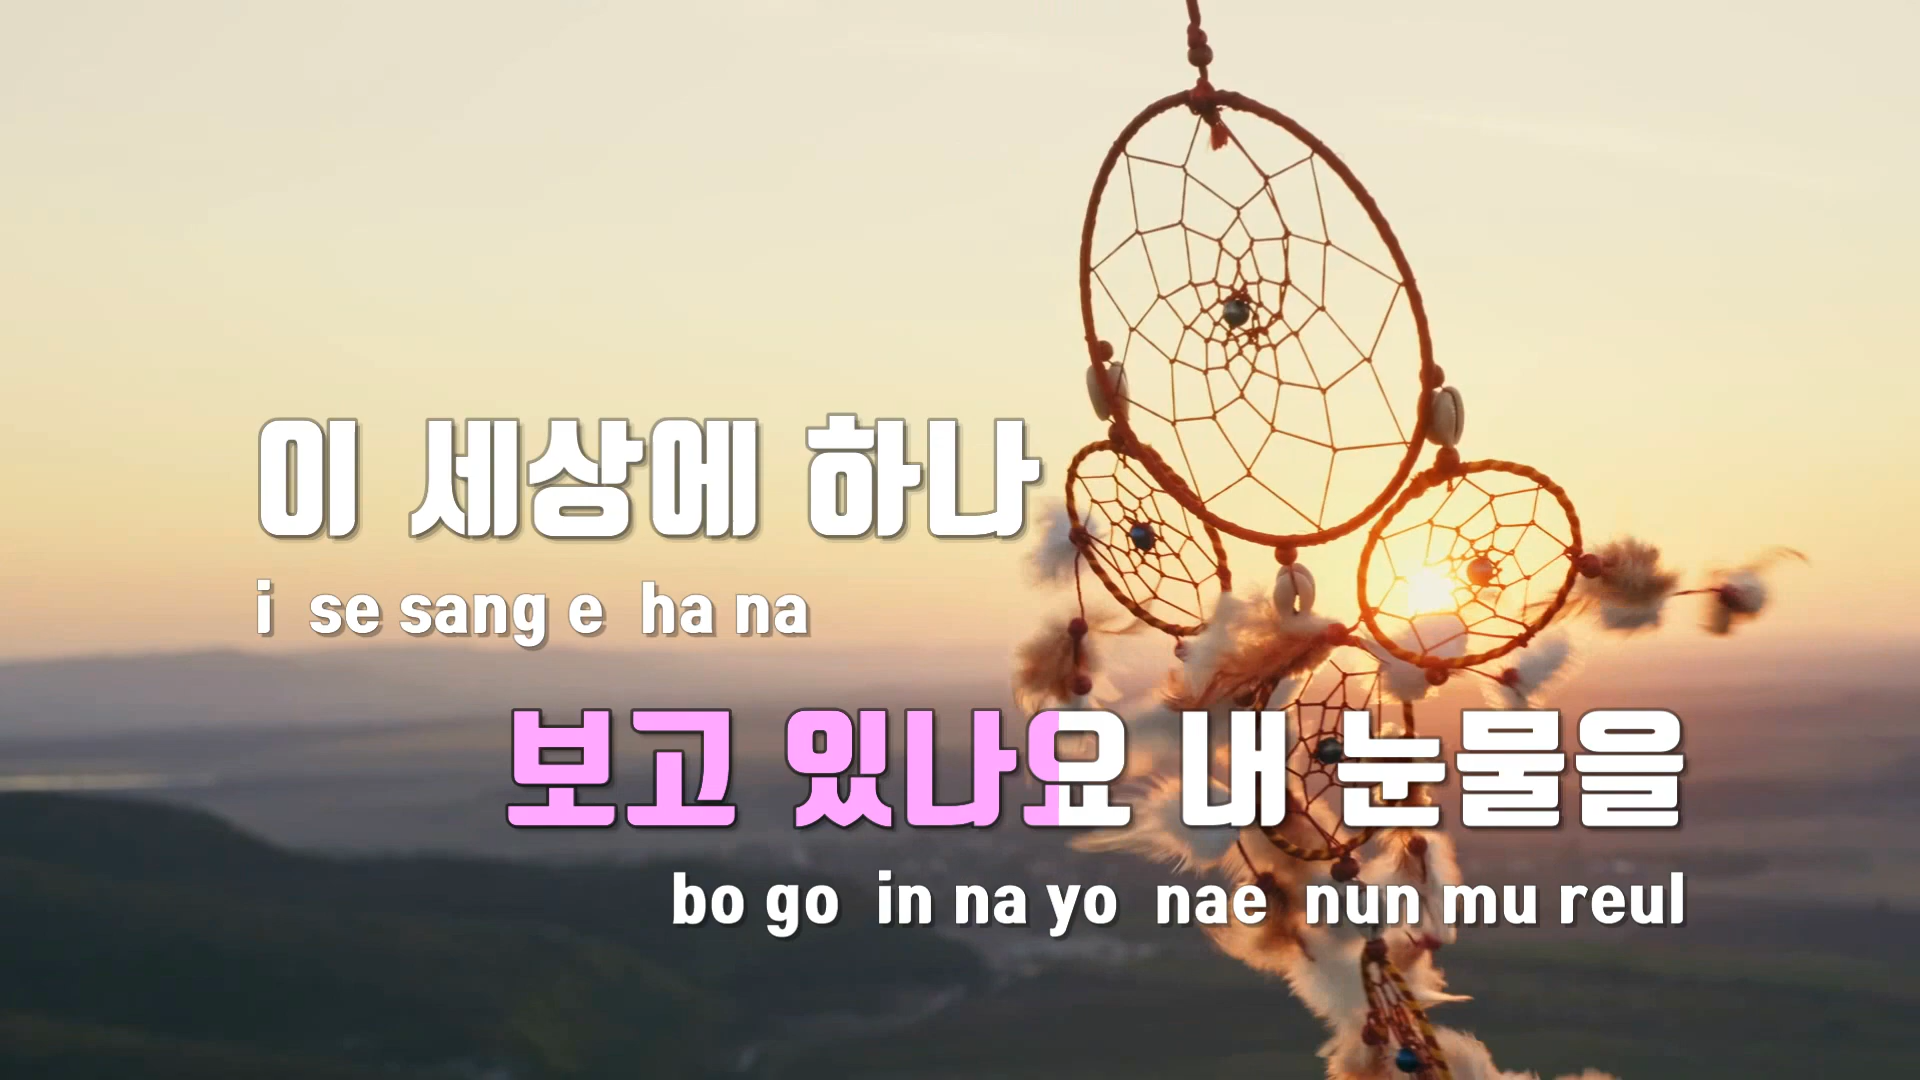 이 세상에 하나
i se sang e ha na
보고 있나요 내 눈물을
bo go in na yo nae nun mu reul